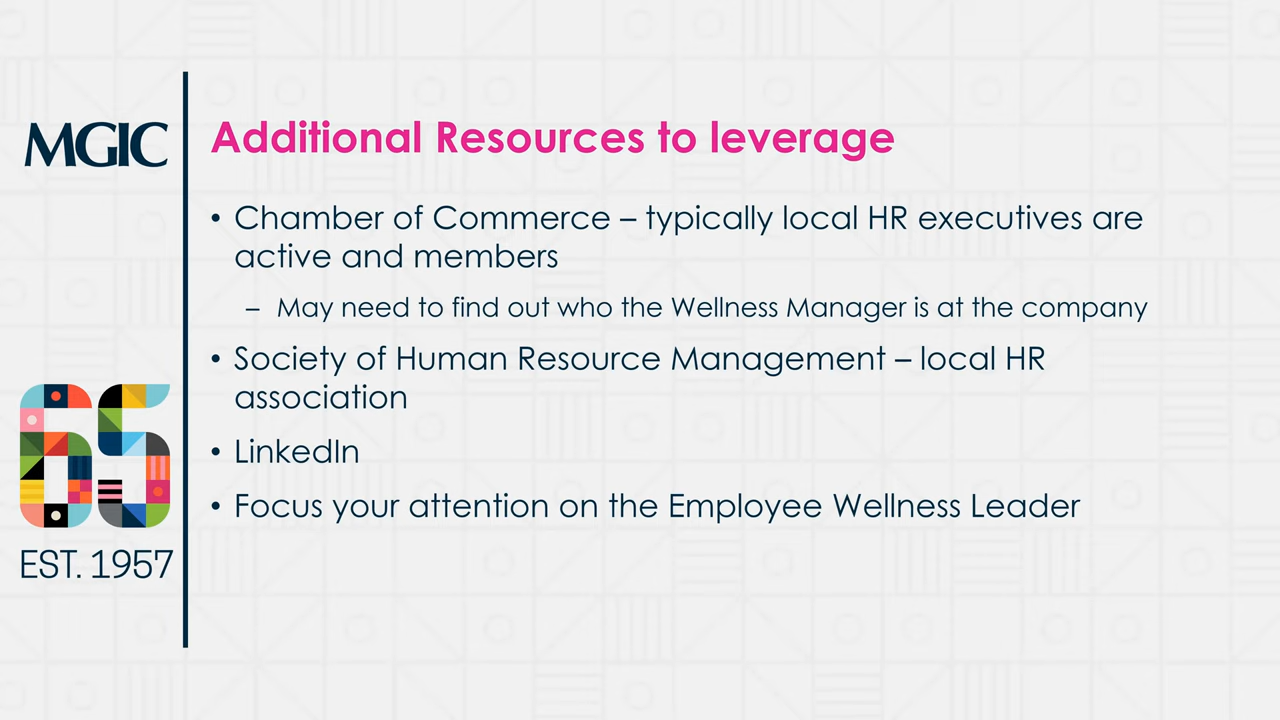 MGIC
Additional Resources to leverage
• Chamber of Commerce – typically local HR executives are
active and members
– May need to find out who the Wellness Manager is at the company
• Society of Human Resource Management – local HR
association
• LinkedIn
• Focus your attention on the Employee Wellness Leader
65
EST. 1957